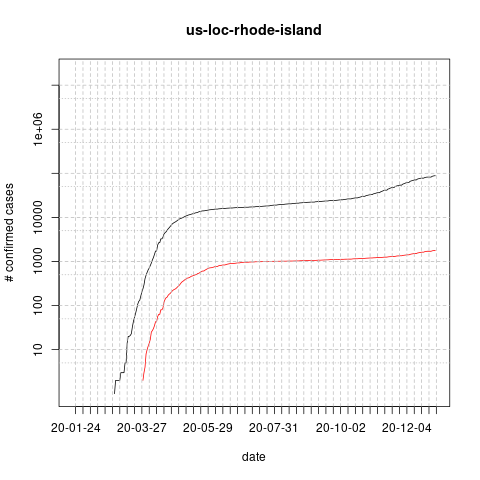 us-loc-rhode-island
# confirmed cases
1e+06
10000
1000
100
10
20-01-24 20-03-27 20-05-29 20-07-31 20-10-02 20-12-04
date